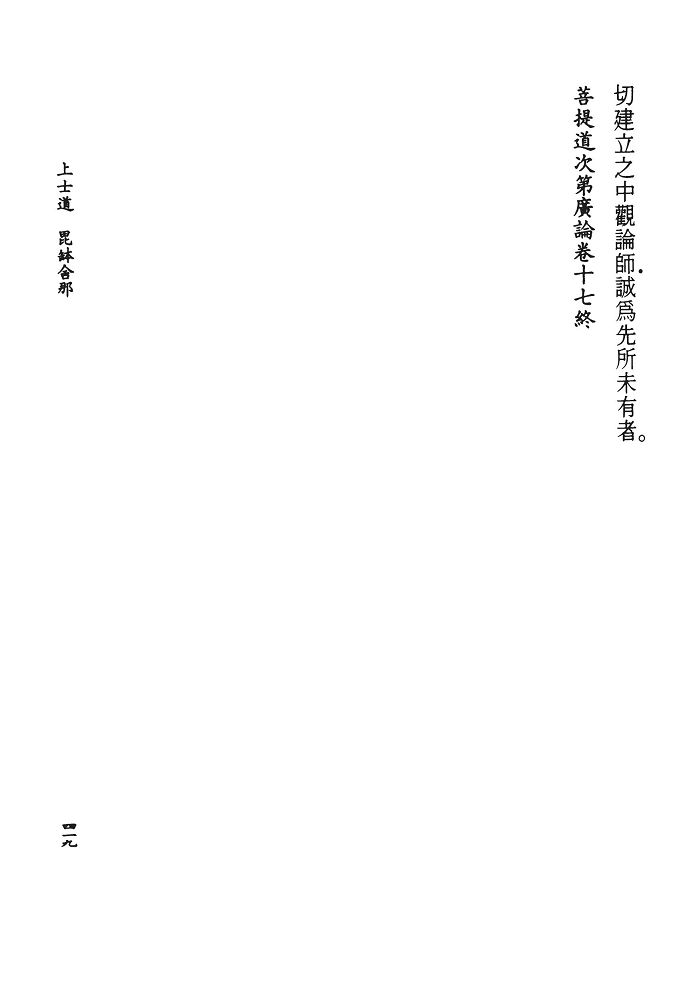 切建立之中觀論師．誠爲先所未有者。
菩提道次第廣論卷十七終
上士道　毘鉢舍那
四一九